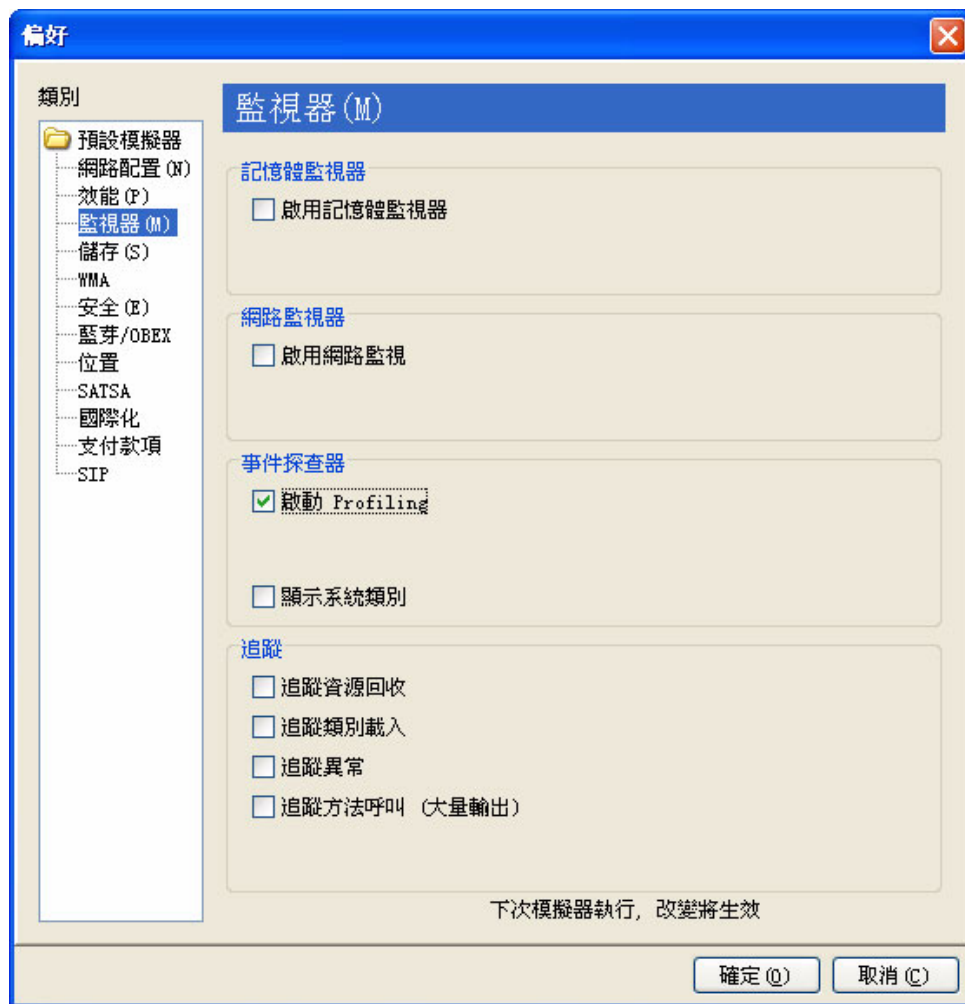 偏好
類別
預設模擬器
網路配置(N)
效能(P)
監視器(M)
儲存(S)
WMA
安全(E)
藍芽/OBEX
位置
SATSA
國際化
支付款項
SIP
監視器(M)
記憶體監視器
啟用記憶體監視器
網路監視器
啟用網路監視
事件探查器
啟動 Profiling
顯示系統類別
追蹤
追蹤資源回收
追蹤類別載入
追蹤異常
追蹤方法呼叫 (大量輸出)
下次模擬器執行, 改變將生效
確定(O)
取消(C)